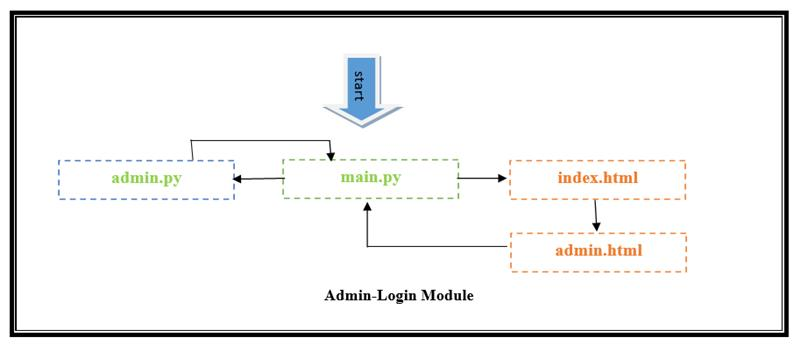 start
admin.py
main.py
index.html
admin.html
Admin-Login Module